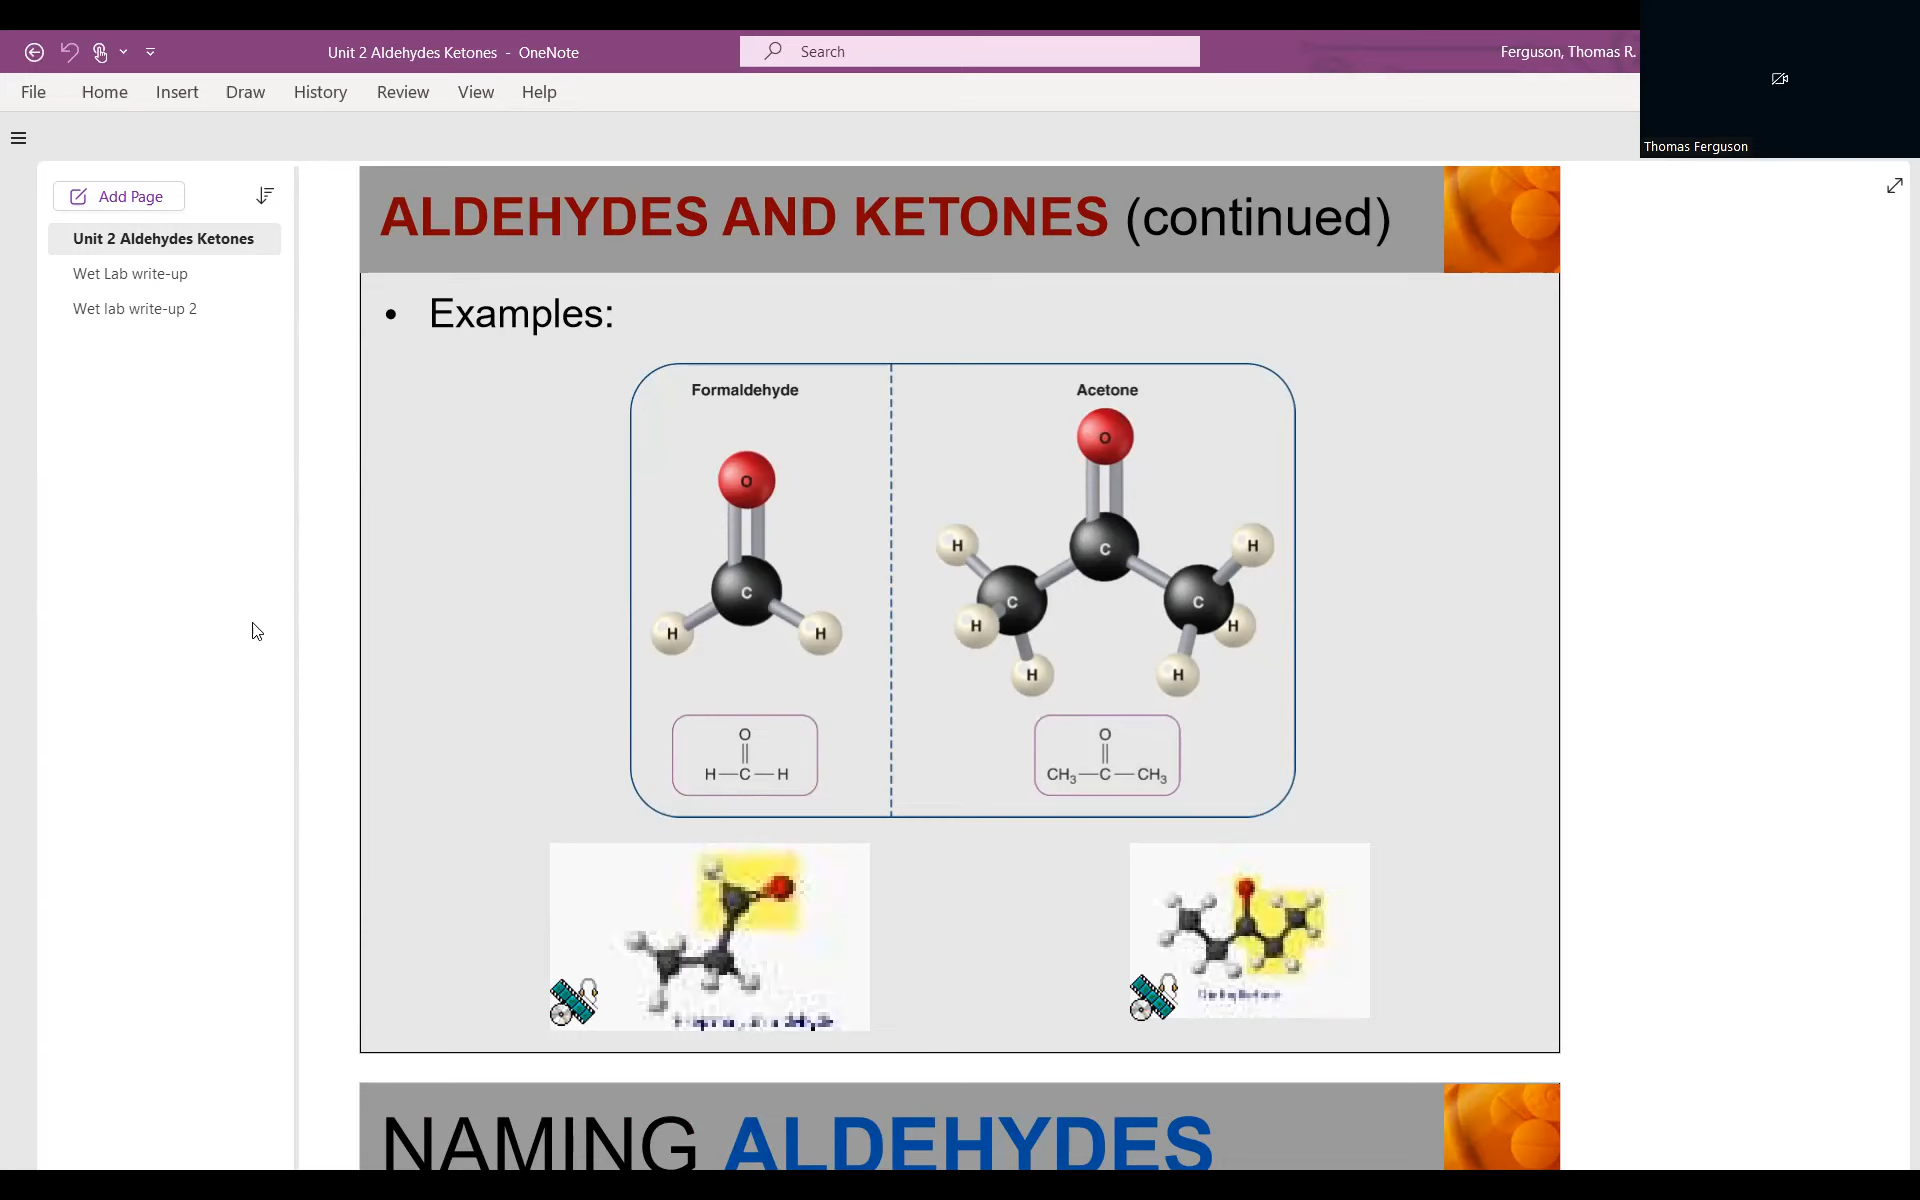 Unit 2 Aldehydes Ketones - OneNote
Search
Ferguson, Thomas R.
File Home Insert Draw History Review View Help
Thomas Ferguson
Add Page
Unit 2 Aldehydes Ketones
Wet Lab write-up
Wet lab write-up 2
ALDEHYDES AND KETONES (continued)
• Examples:
Formaldehyde
O
C
H H
O
H—C—H
Acetone
O
H C H
C C
H H
H H
O
CH₃—C—CH₃
NAMING ALDEHYDES